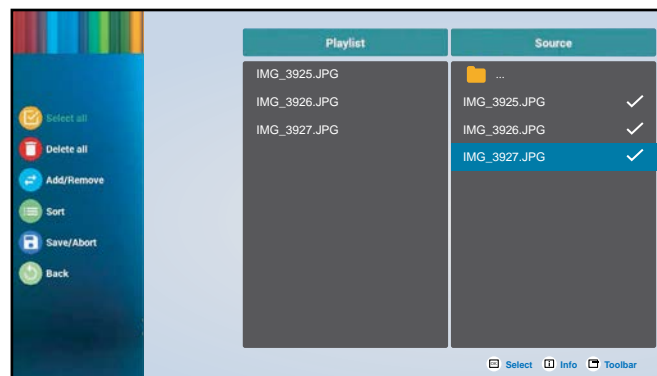 Select all
Delete all
Add/Remove
Sort
Save/Abort
Back
Playlist
IMG_3925.JPG
IMG_3926.JPG
IMG_3927.JPG
Source
...
IMG_3925.JPG
IMG_3926.JPG
IMG_3927.JPG
Select Info Toolbar